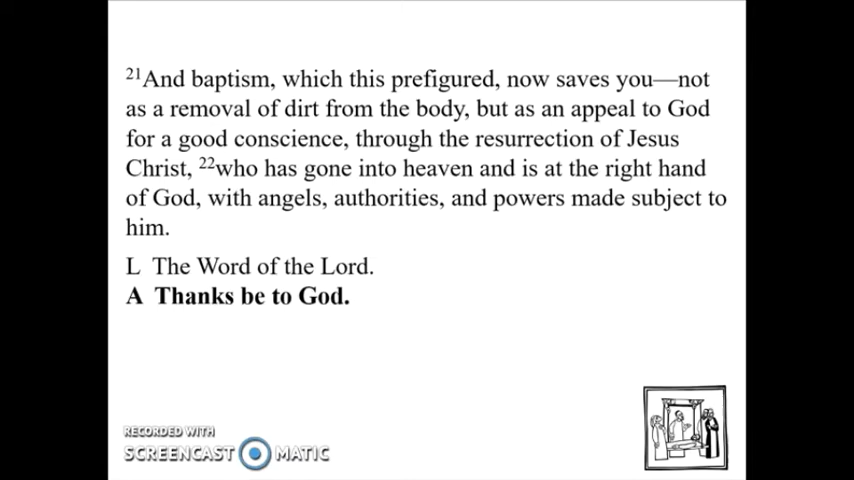 ²¹And baptism, which this prefigured, now saves you—not
as a removal of dirt from the body, but as an appeal to God
for a good conscience, through the resurrection of Jesus
Christ, ²²who has gone into heaven and is at the right hand
of God, with angels, authorities, and powers made subject to
him.
L The Word of the Lord.
A Thanks be to God.
RECORDED WITH
SCREENCAST MATIC